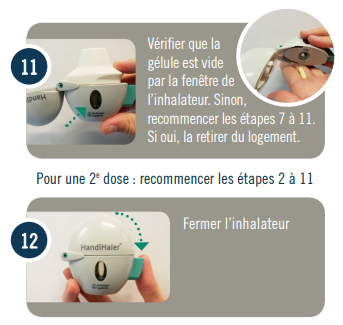 11
Vérifier que la
gélule est vide
par la fenêtre de
l'inhalateur. Sinon,
recommencer les étapes 7 à 11.
Si oui, la retirer du logement.
Pour une 2e dose : recommencer les étapes 2 à 11
12
Fermer l'inhalateur
HandiHaler®